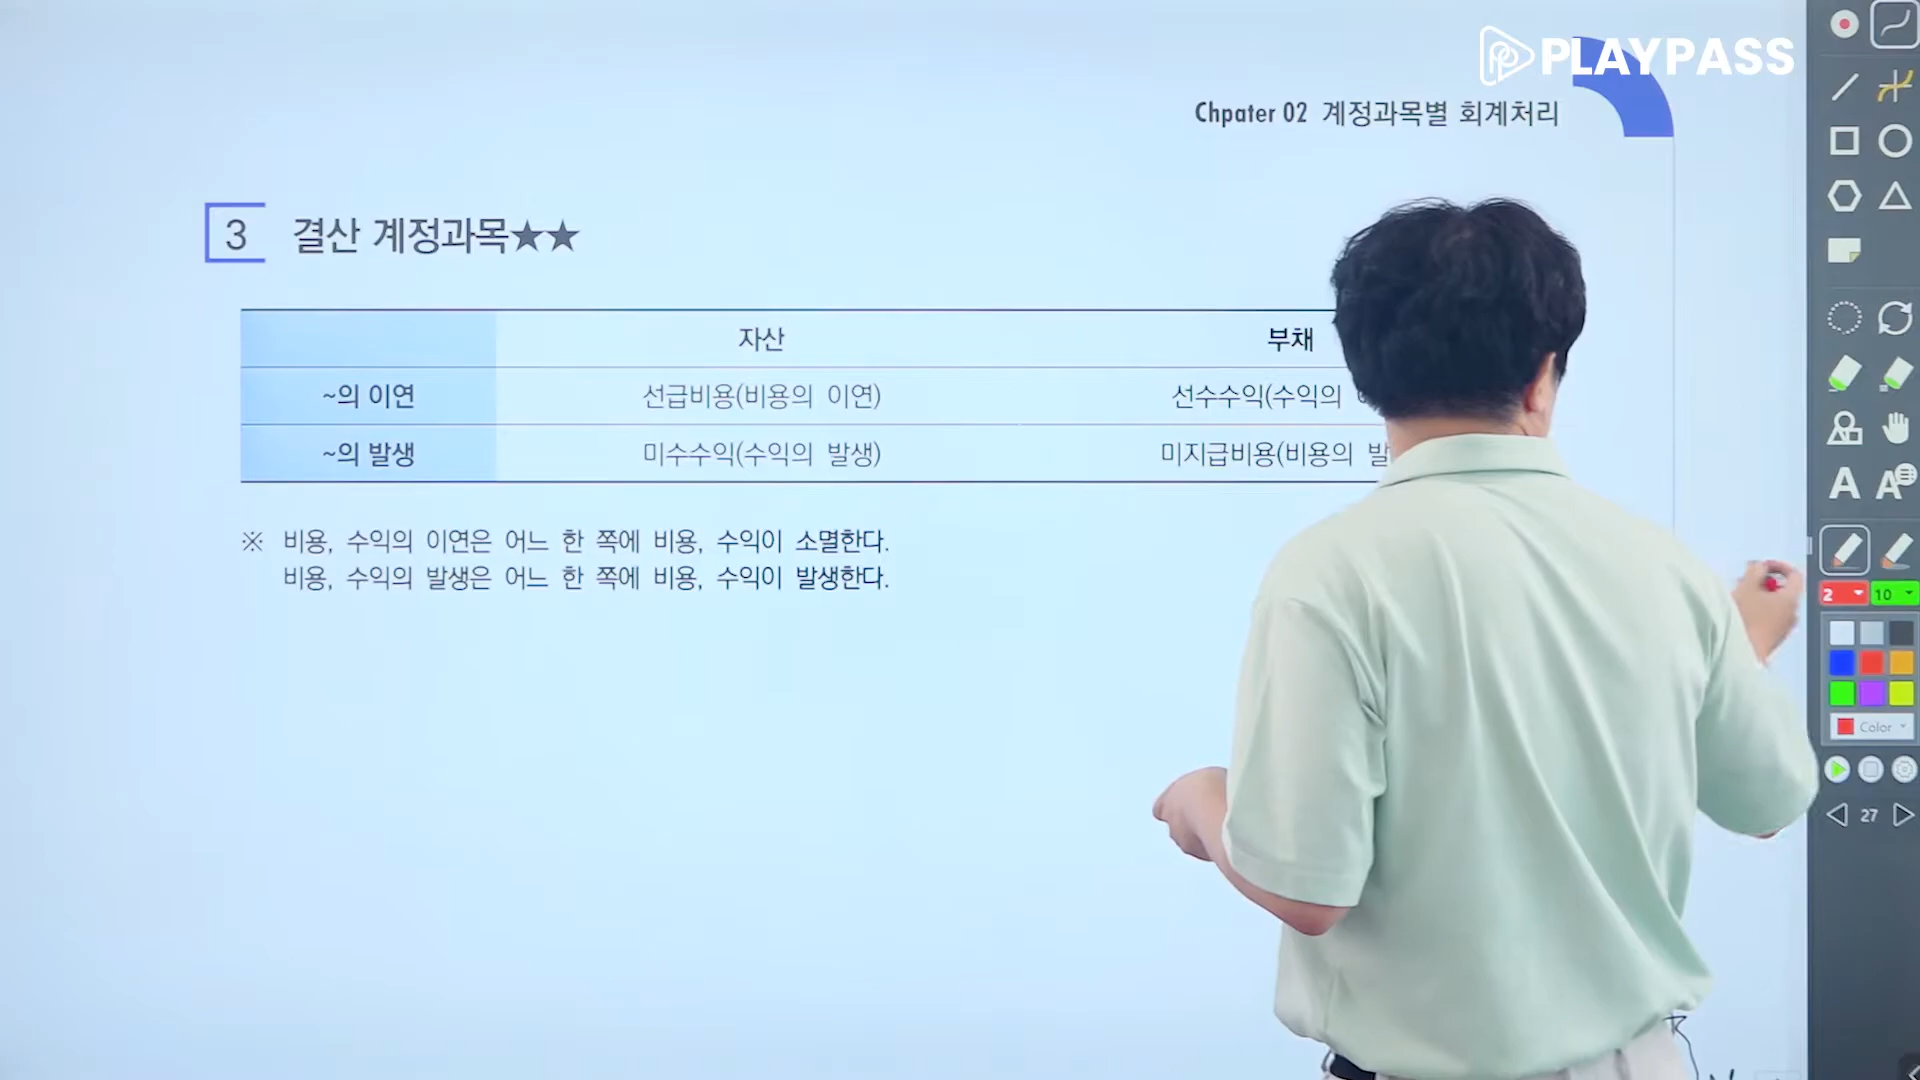 PLAYPASS
Chpater 02 계정과목별 회계처리
3 결산 계정과목★★
자산 부채
~의 이연 선급비용(비용의 이연) 선수수익(수익의
~의 발생 미수수익(수익의 발생) 미지급비용(비용의 발
※ 비용, 수익의 이연은 어느 한 쪽에 비용, 수익이 소멸한다.
비용, 수익의 발생은 어느 한 쪽에 비용, 수익이 발생한다.
A A
2 10
Color
27